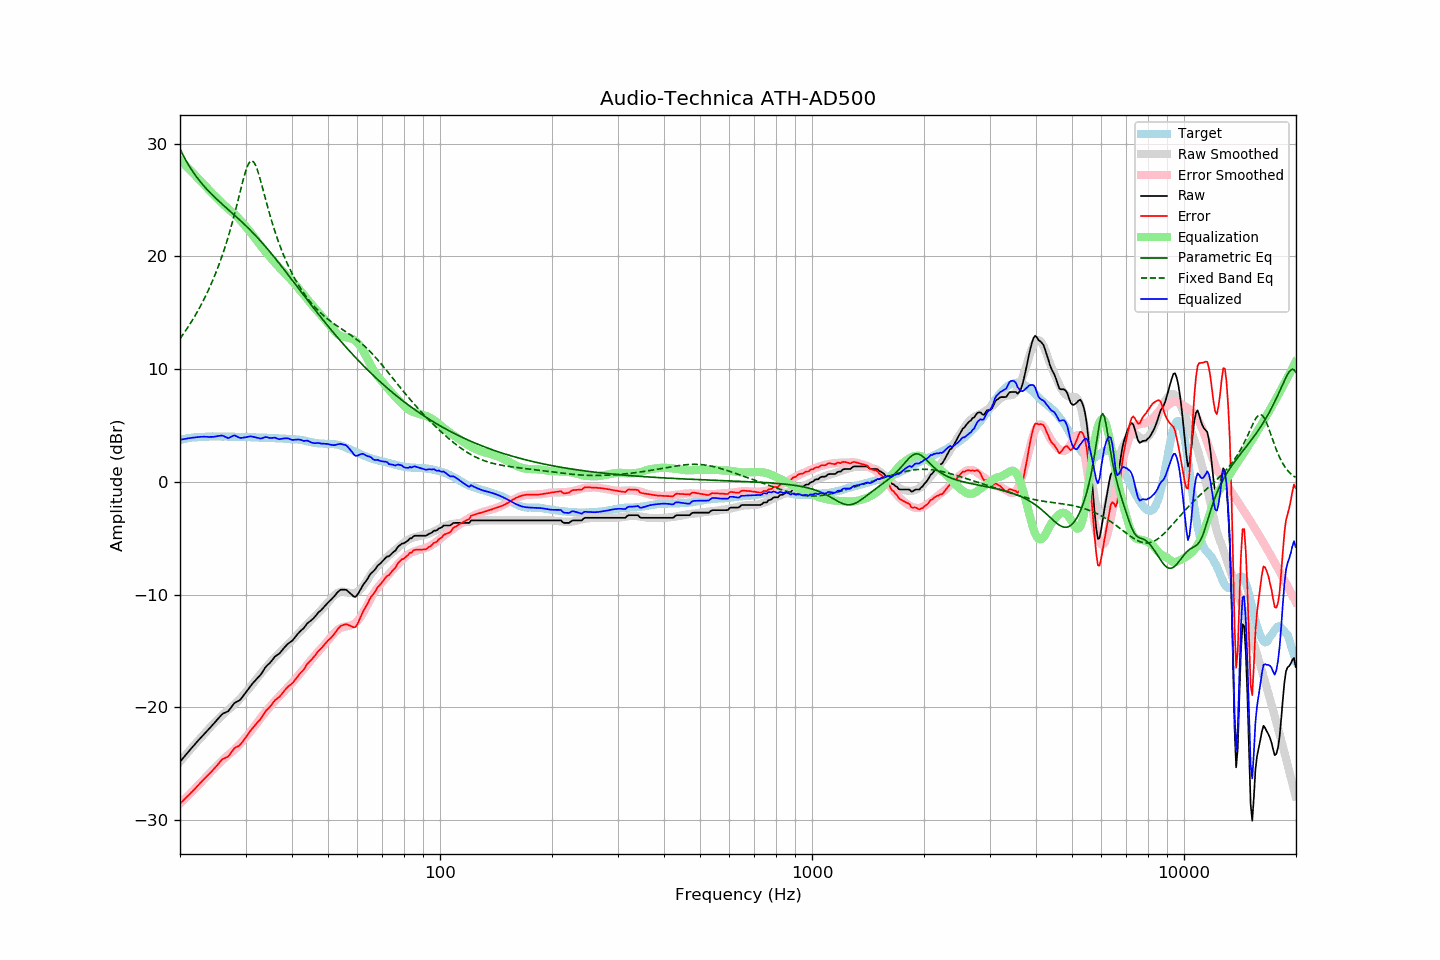 Audio-Technica ATH-AD500
30
20
10
0
−10
−20
−30
Amplitude (dBr)
100
1000
10000
Frequency (Hz)
Target
Raw Smoothed
Error Smoothed
Raw
Error
Equalization
Parametric Eq
Fixed Band Eq
Equalized